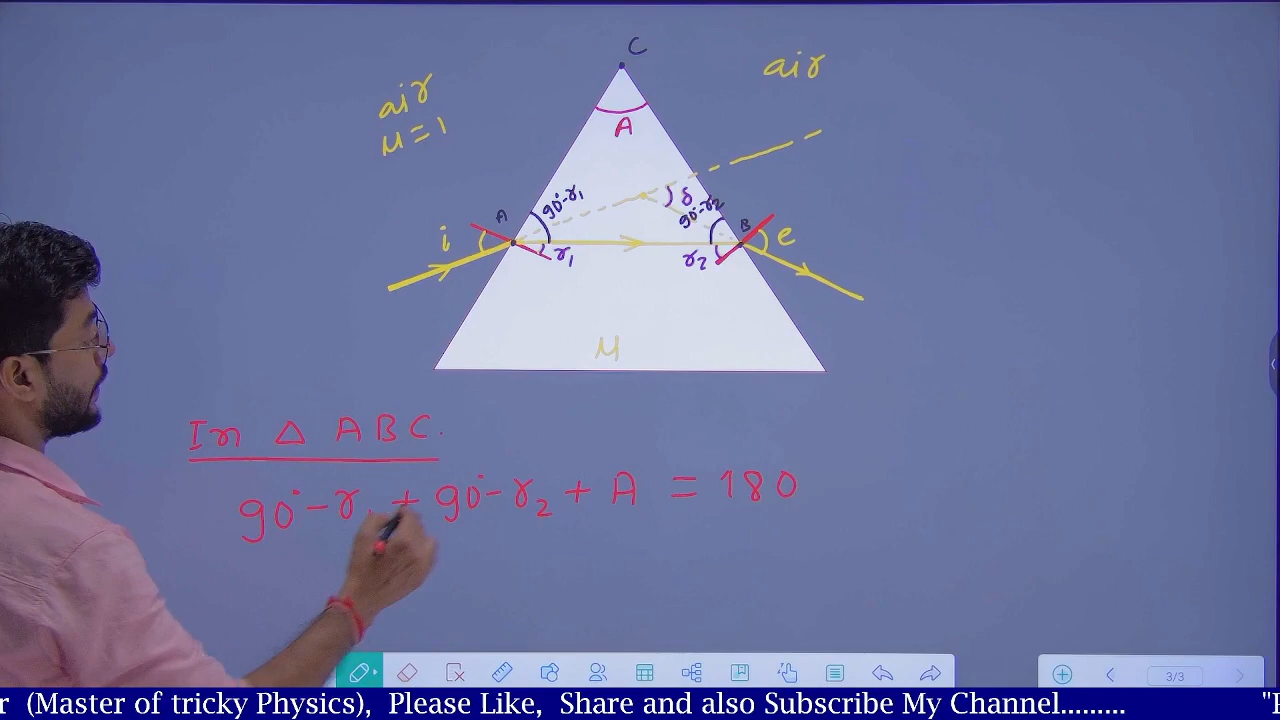 C
air
air
μ = 1
A
δ
90°-r₁
90°-r₂
A
B
i
r₁
r₂
e
μ
In Δ ABC.
90°-r₁ + 90°-r₂ + A = 180
3/3
r (Master of tricky Physics), Please Like, Share and also Subscribe My Channel.........